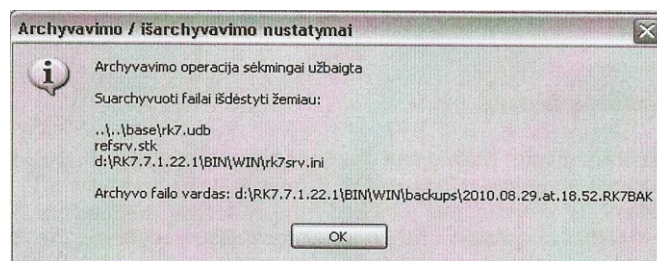 Archyvavimo / išarchyvavimo nustatymai
Archyvavimo operacija sėkmingai užbaigta
Suarchyvuoti failai išdėstyti žemiau:
..\..\base\rk7.udb
refsrv.stk
d:\RK7.7.1.22.1\BIN\WIN\rk7srv.ini
Archyvo failo vardas: d:\RK7.7.1.22.1\BIN\WIN\backups\2010.08.29.at.18.52.RK7BAK
OK